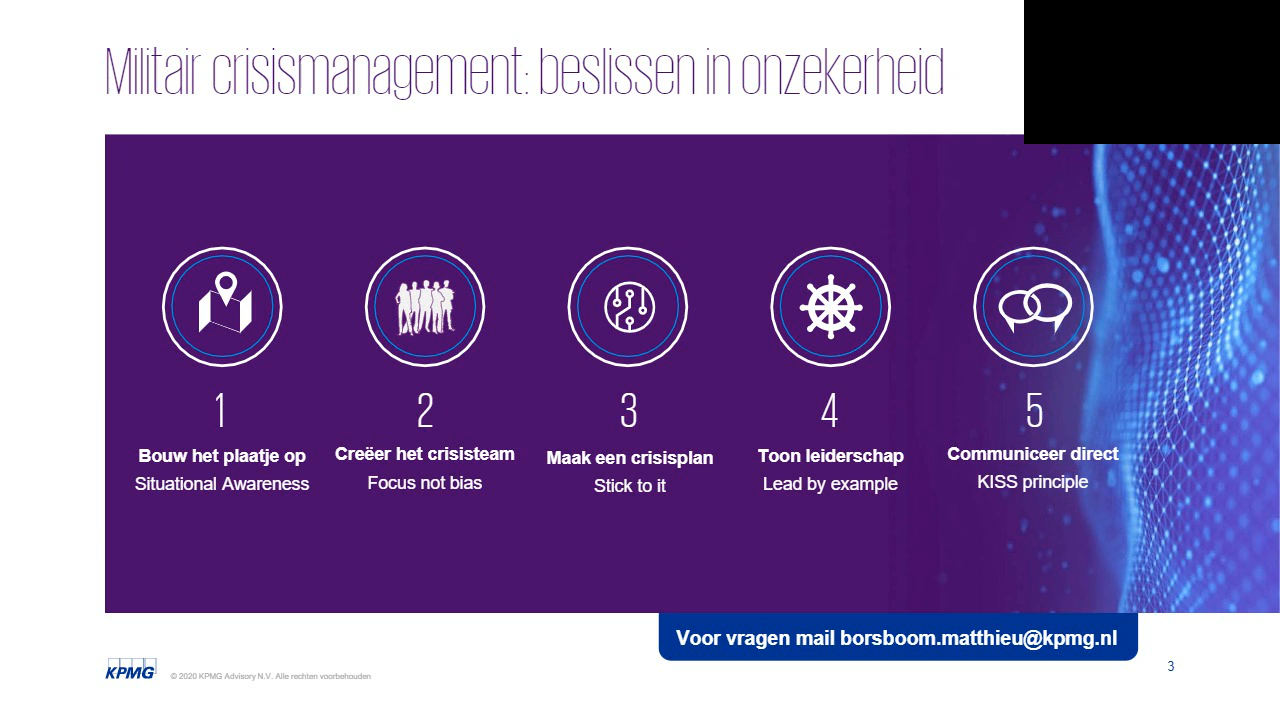 Militair crisismanagement: beslissen in onzekerheid
1
Bouw het plaatje op
Situational Awareness
2
Creëer het crisisteam
Focus not bias
3
Maak een crisisplan
Stick to it
4
Toon leiderschap
Lead by example
5
Communiceer direct
KISS principle
Voor vragen mail borsboom.matthieu@kpmg.nl
KPMG
© 2020 KPMG Advisory N.V. Alle rechten voorbehouden
3